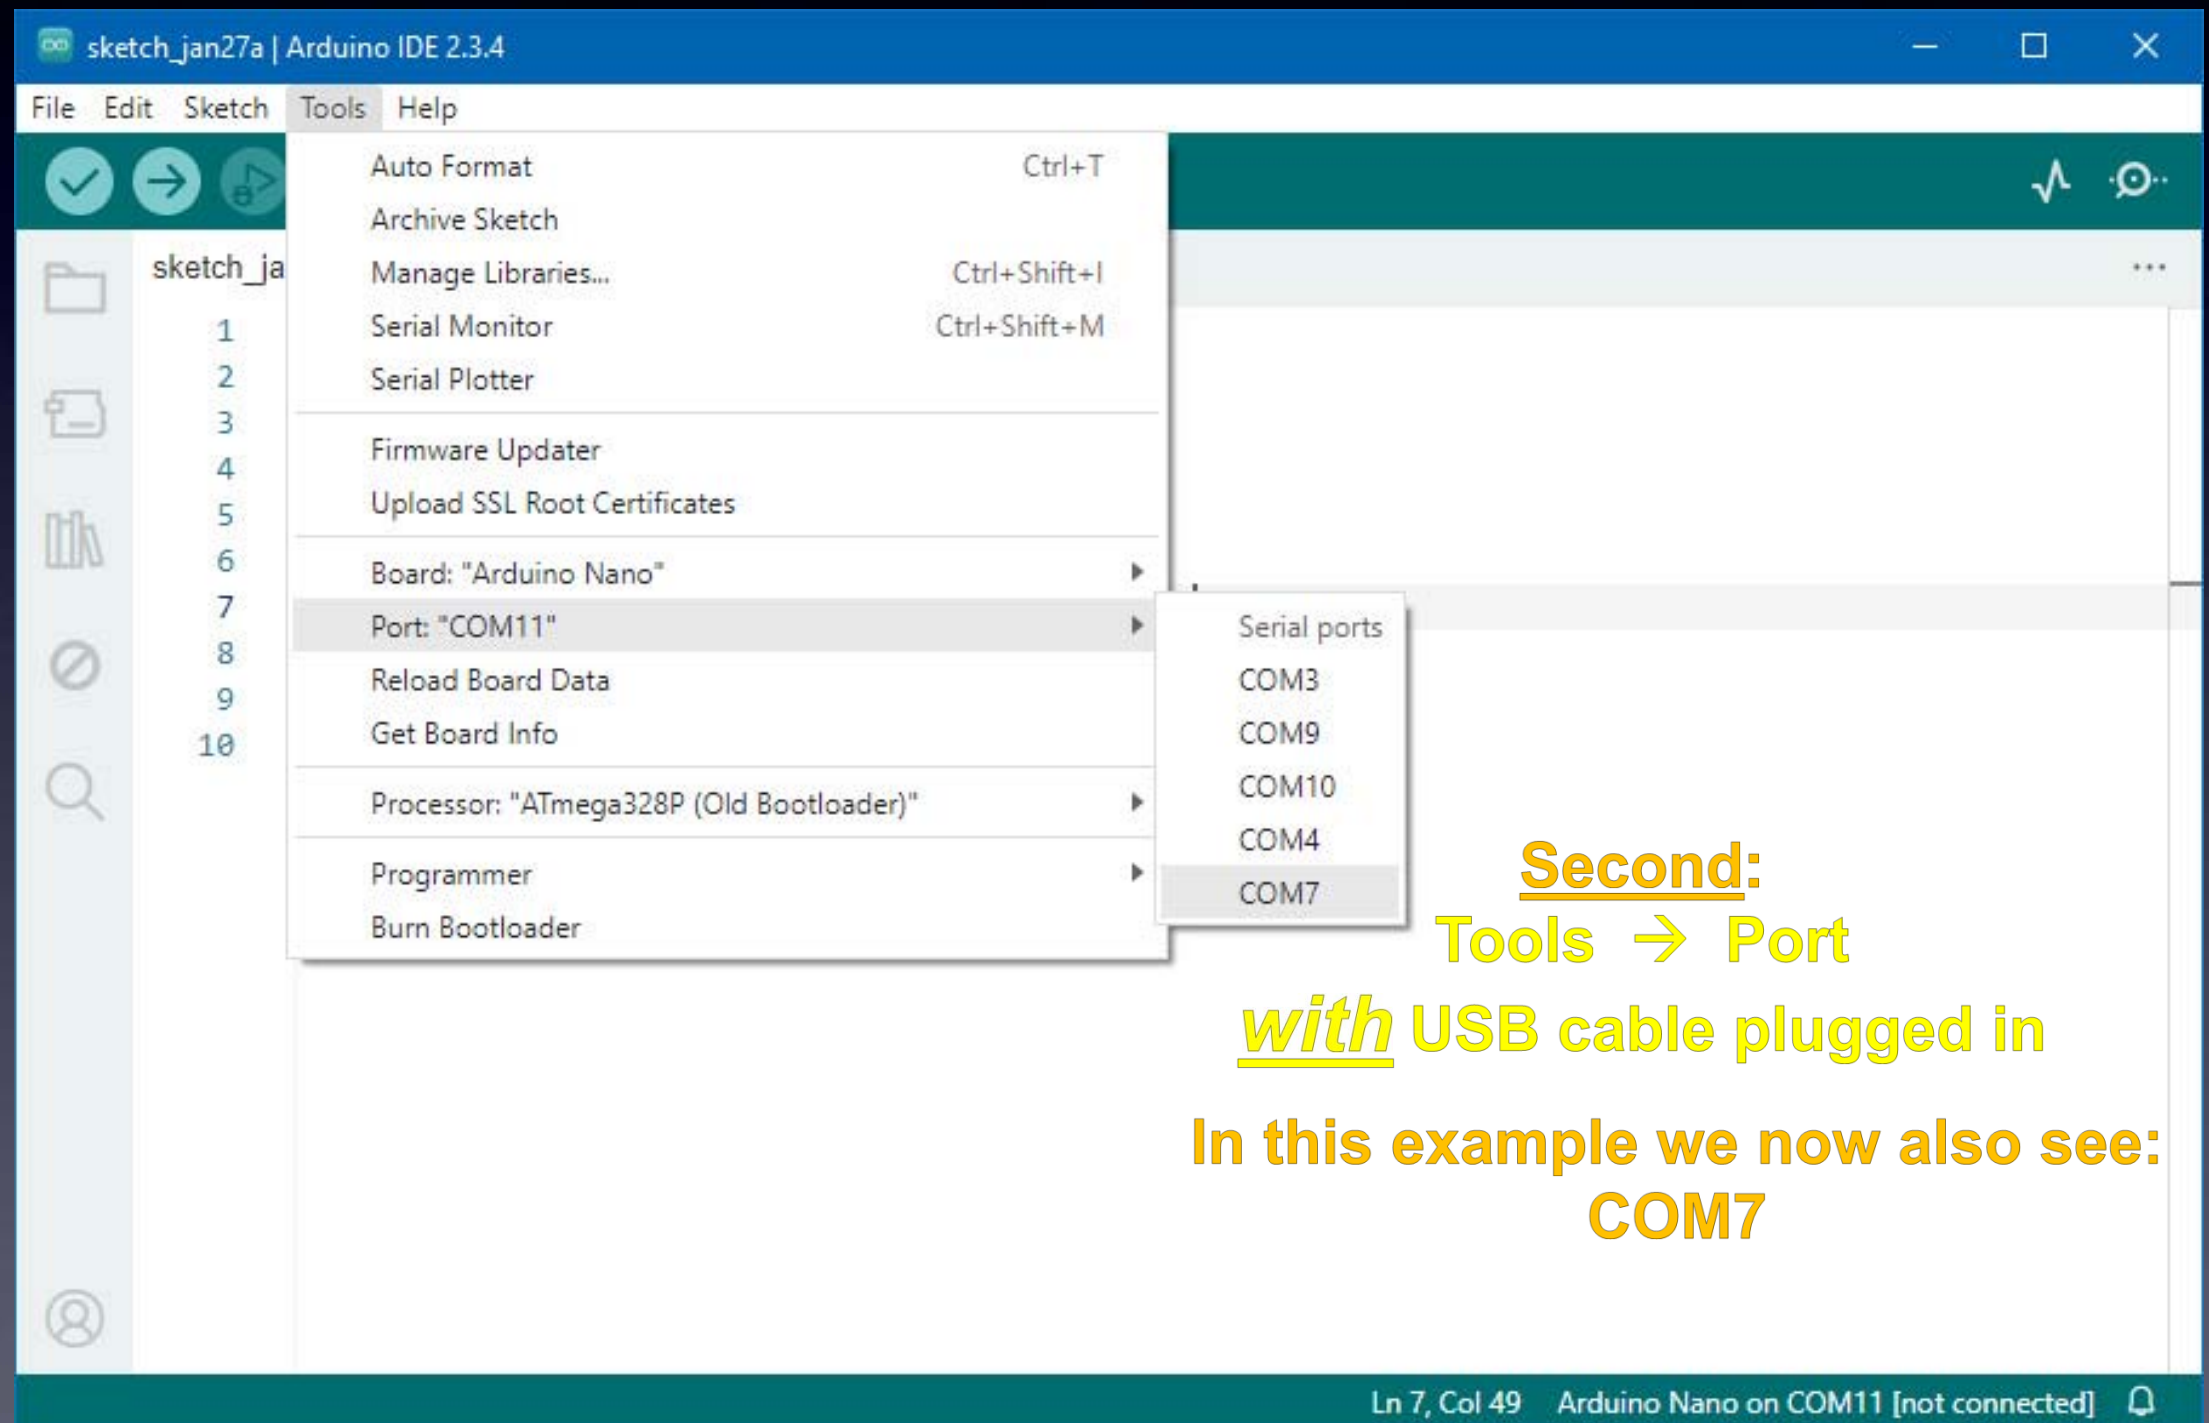 sketch_jan27a | Arduino IDE 2.3.4
File Edit Sketch Tools Help
sketch_ja
...
1
2
3
4
5
6
7
8
9
10
Auto Format Ctrl+T
Archive Sketch
Manage Libraries... Ctrl+Shift+I
Serial Monitor Ctrl+Shift+M
Serial Plotter
Firmware Updater
Upload SSL Root Certificates
Board: "Arduino Nano"
Port: "COM11"
Reload Board Data
Get Board Info
Processor: "ATmega328P (Old Bootloader)"
Programmer
Burn Bootloader
Serial ports
COM3
COM9
COM10
COM4
COM7
Second:
Tools → Port
with USB cable plugged in
In this example we now also see:
COM7
Ln 7, Col 49 Arduino Nano on COM11 [not connected]